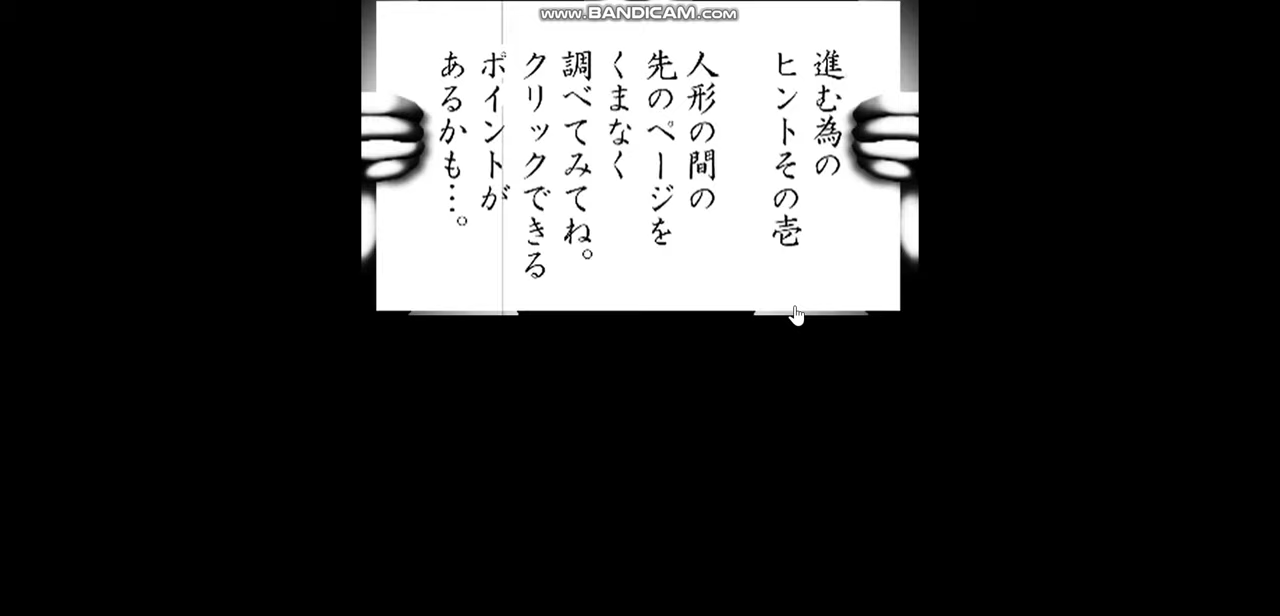 www.BANDICAM.com
進む為の
ヒントその壱
人形の間の
先のページを
くまなく
調べてみてね。
クリックできる
ポイントが
あるかも…。